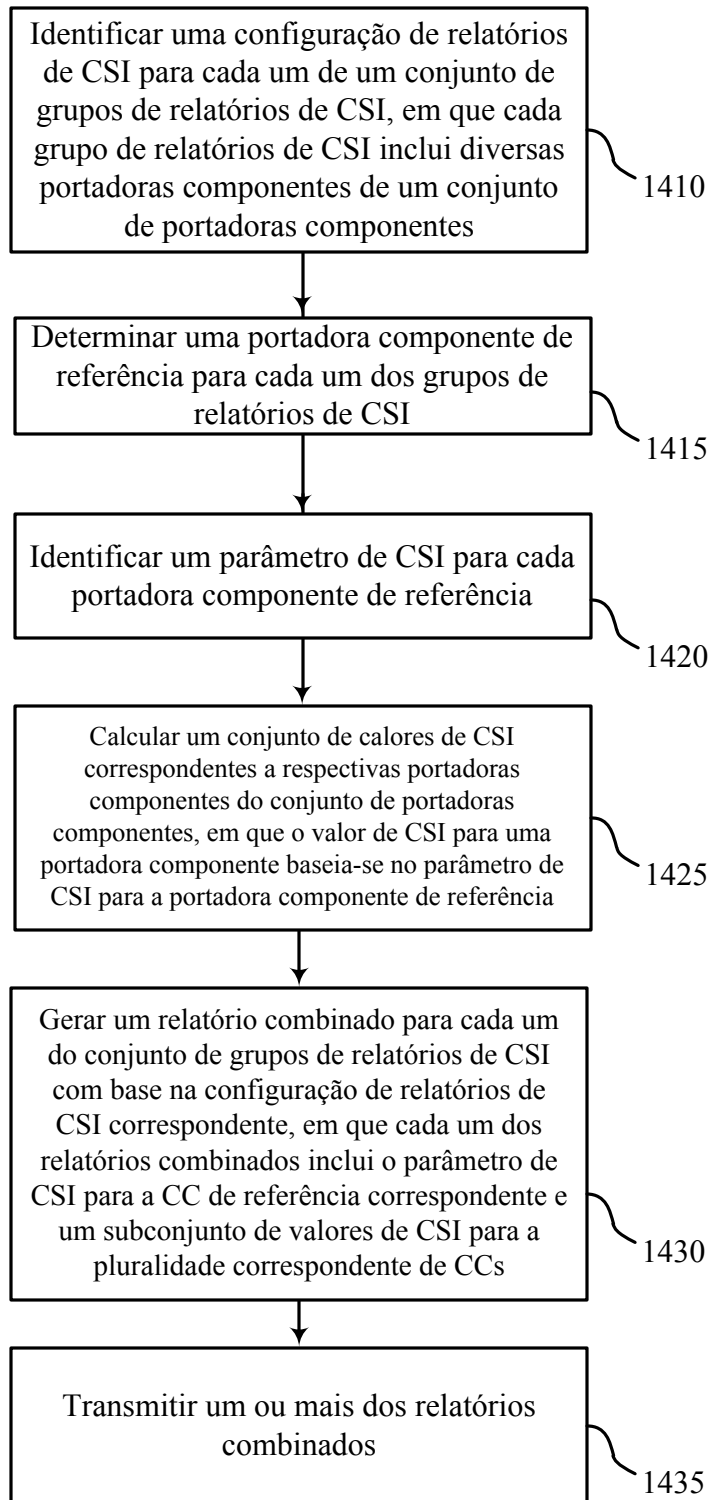 Identificar uma configuração de relatórios
de CSI para cada um de um conjunto de
grupos de relatórios de CSI, em que cada
grupo de relatórios de CSI inclui diversas
portadoras componentes de um conjunto
de portadoras componentes
1410
Determinar uma portadora componente de
referência para cada um dos grupos de
relatórios de CSI
1415
Identificar um parâmetro de CSI para cada
portadora componente de referência
1420
Calcular um conjunto de calores de CSI
correspondentes a respectivas portadoras
componentes do conjunto de portadoras
componentes, em que o valor de CSI para uma
portadora componente baseia-se no parâmetro de
CSI para a portadora componente de referência
1425
Gerar um relatório combinado para cada um
do conjunto de grupos de relatórios de CSI
com base na configuração de relatórios de
CSI correspondente, em que cada um dos
relatórios combinados inclui o parâmetro de
CSI para a CC de referência correspondente e
um subconjunto de valores de CSI para a
pluralidade correspondente de CCs
1430
Transmitir um ou mais dos relatórios
combinados
1435